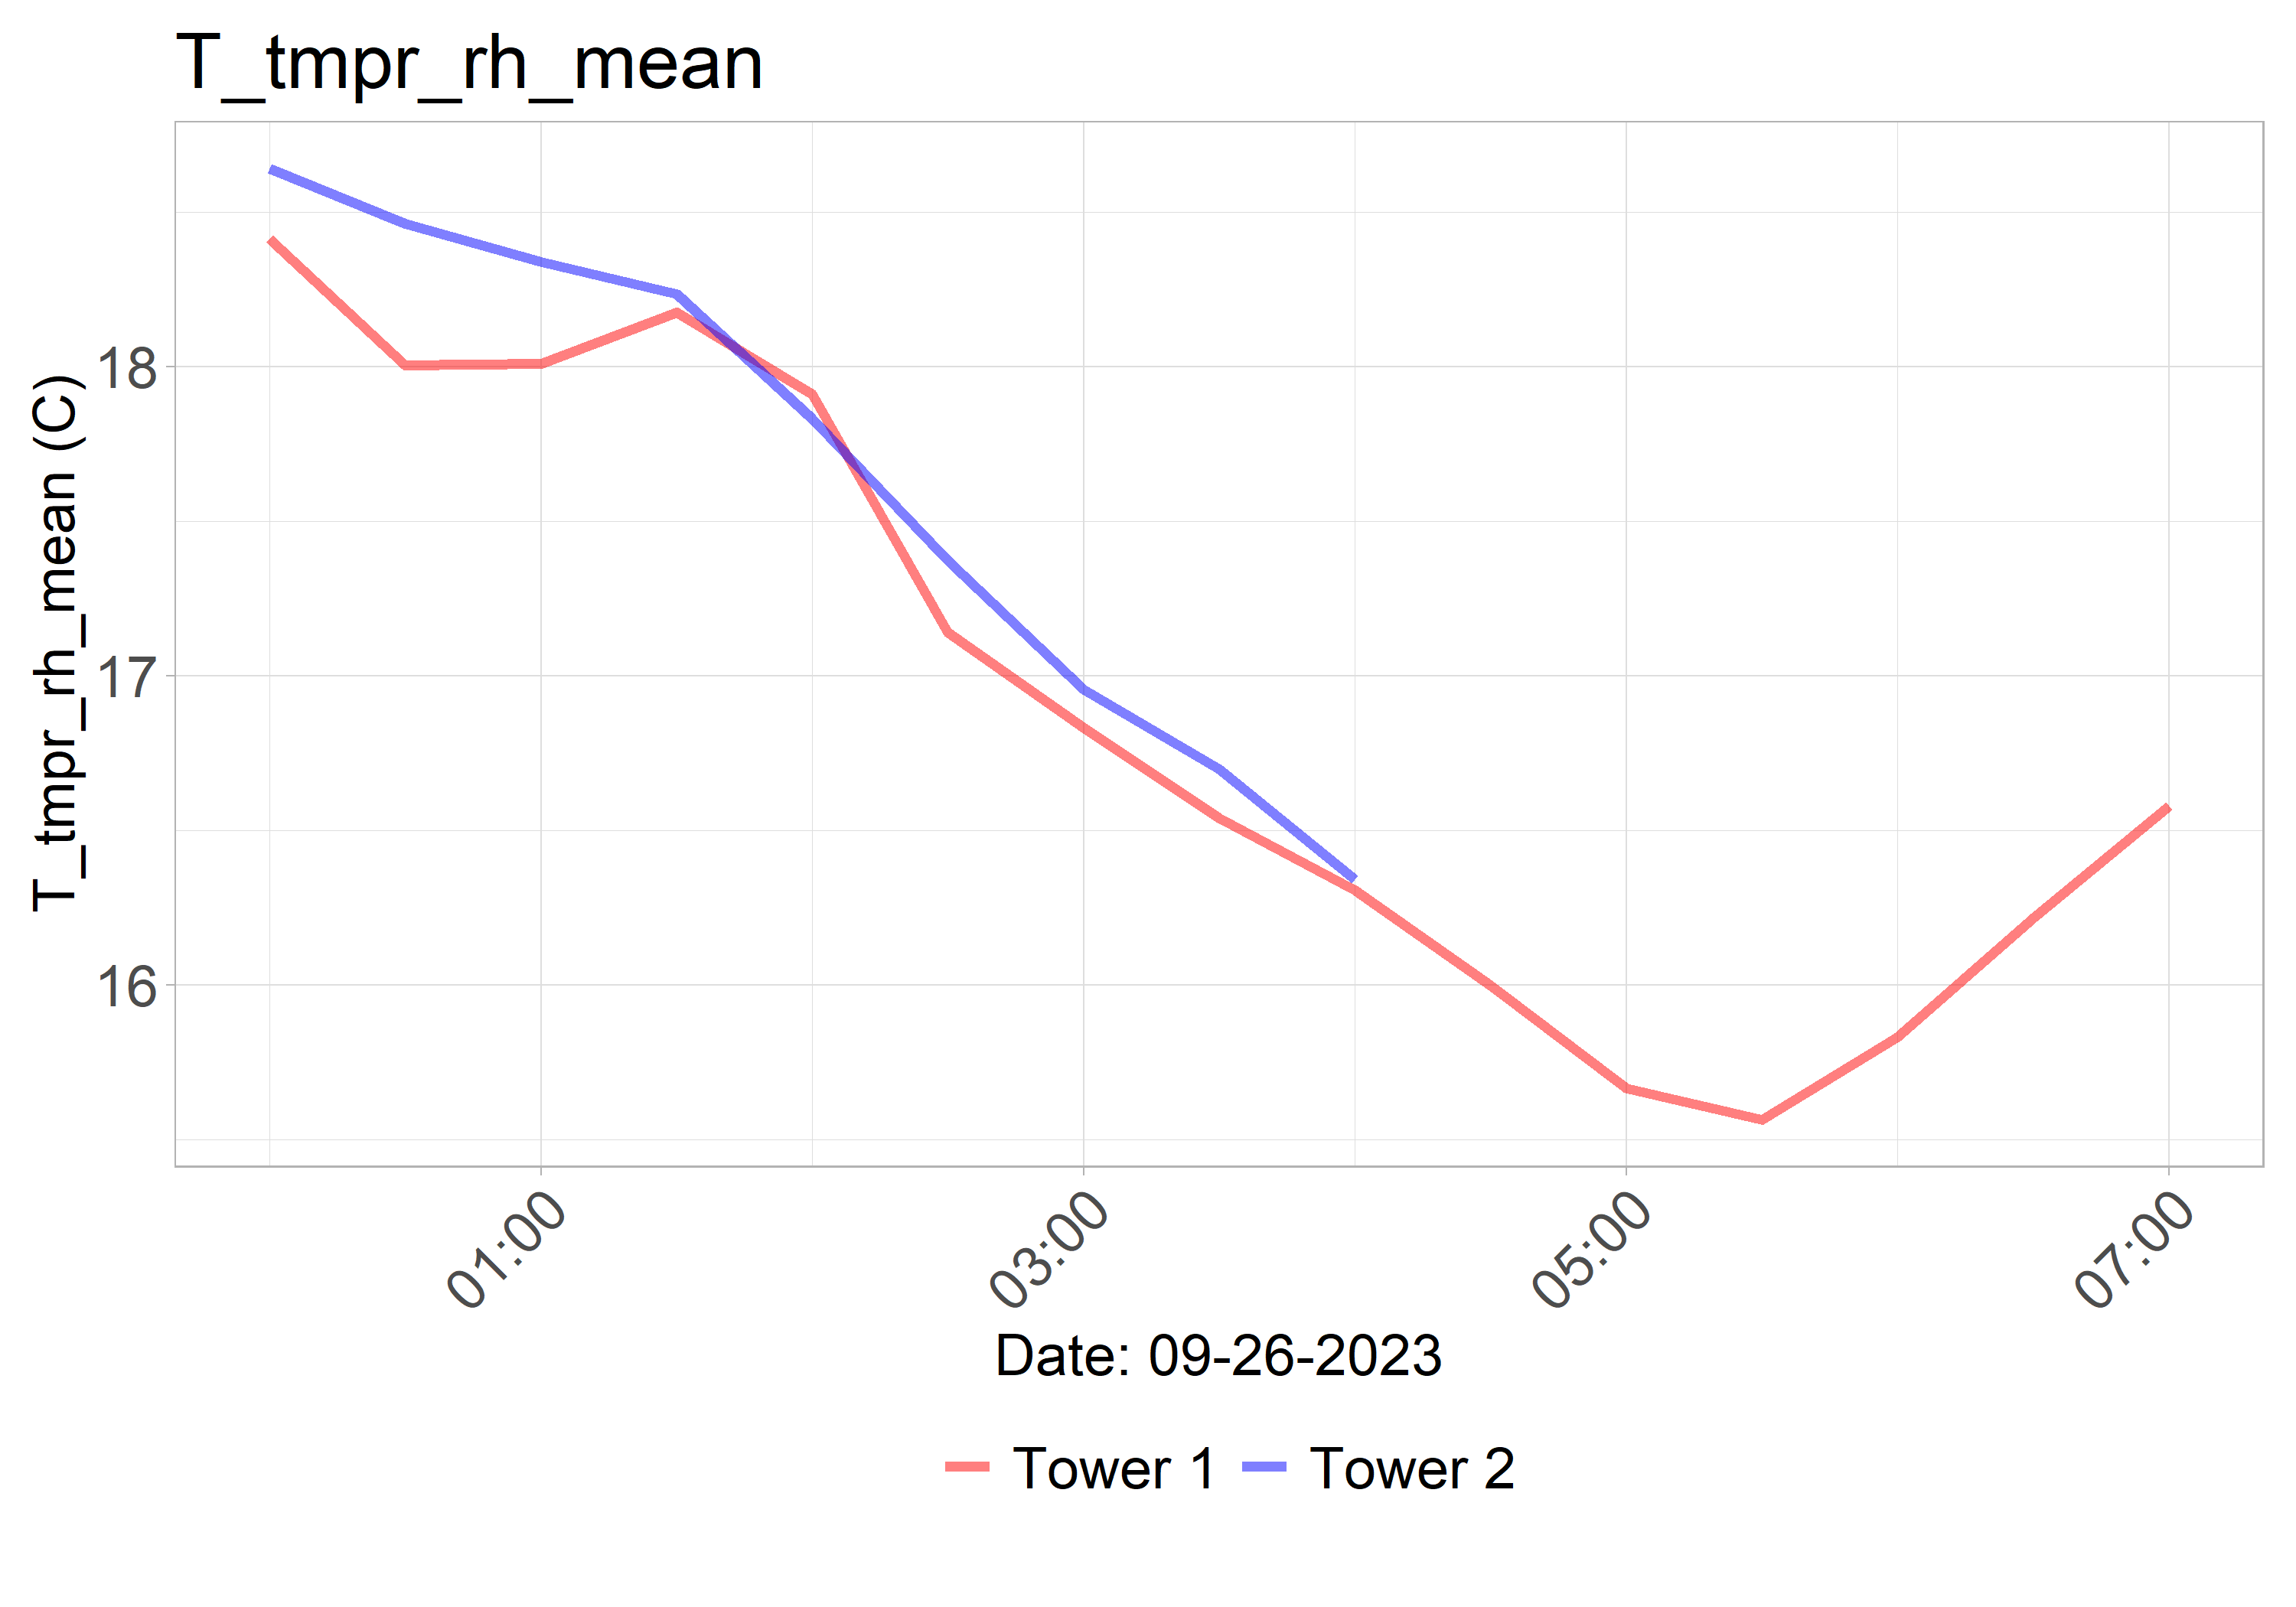 T_tmpr_rh_mean
T_tmpr_rh_mean (C)
18
17
16
01:00
03:00
05:00
07:00
Date: 09-26-2023
Tower 1
Tower 2